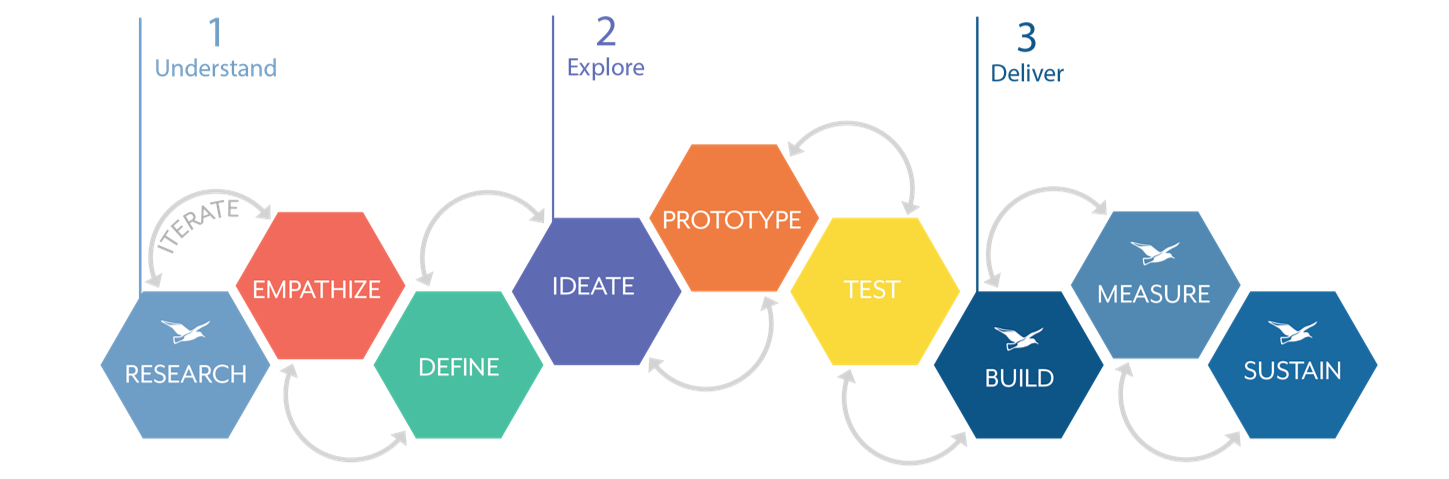 1
Understand
2
Explore
3
Deliver
ITERATE
RESEARCH
EMPATHIZE
DEFINE
IDEATE
PROTOTYPE
TEST
BUILD
MEASURE
SUSTAIN